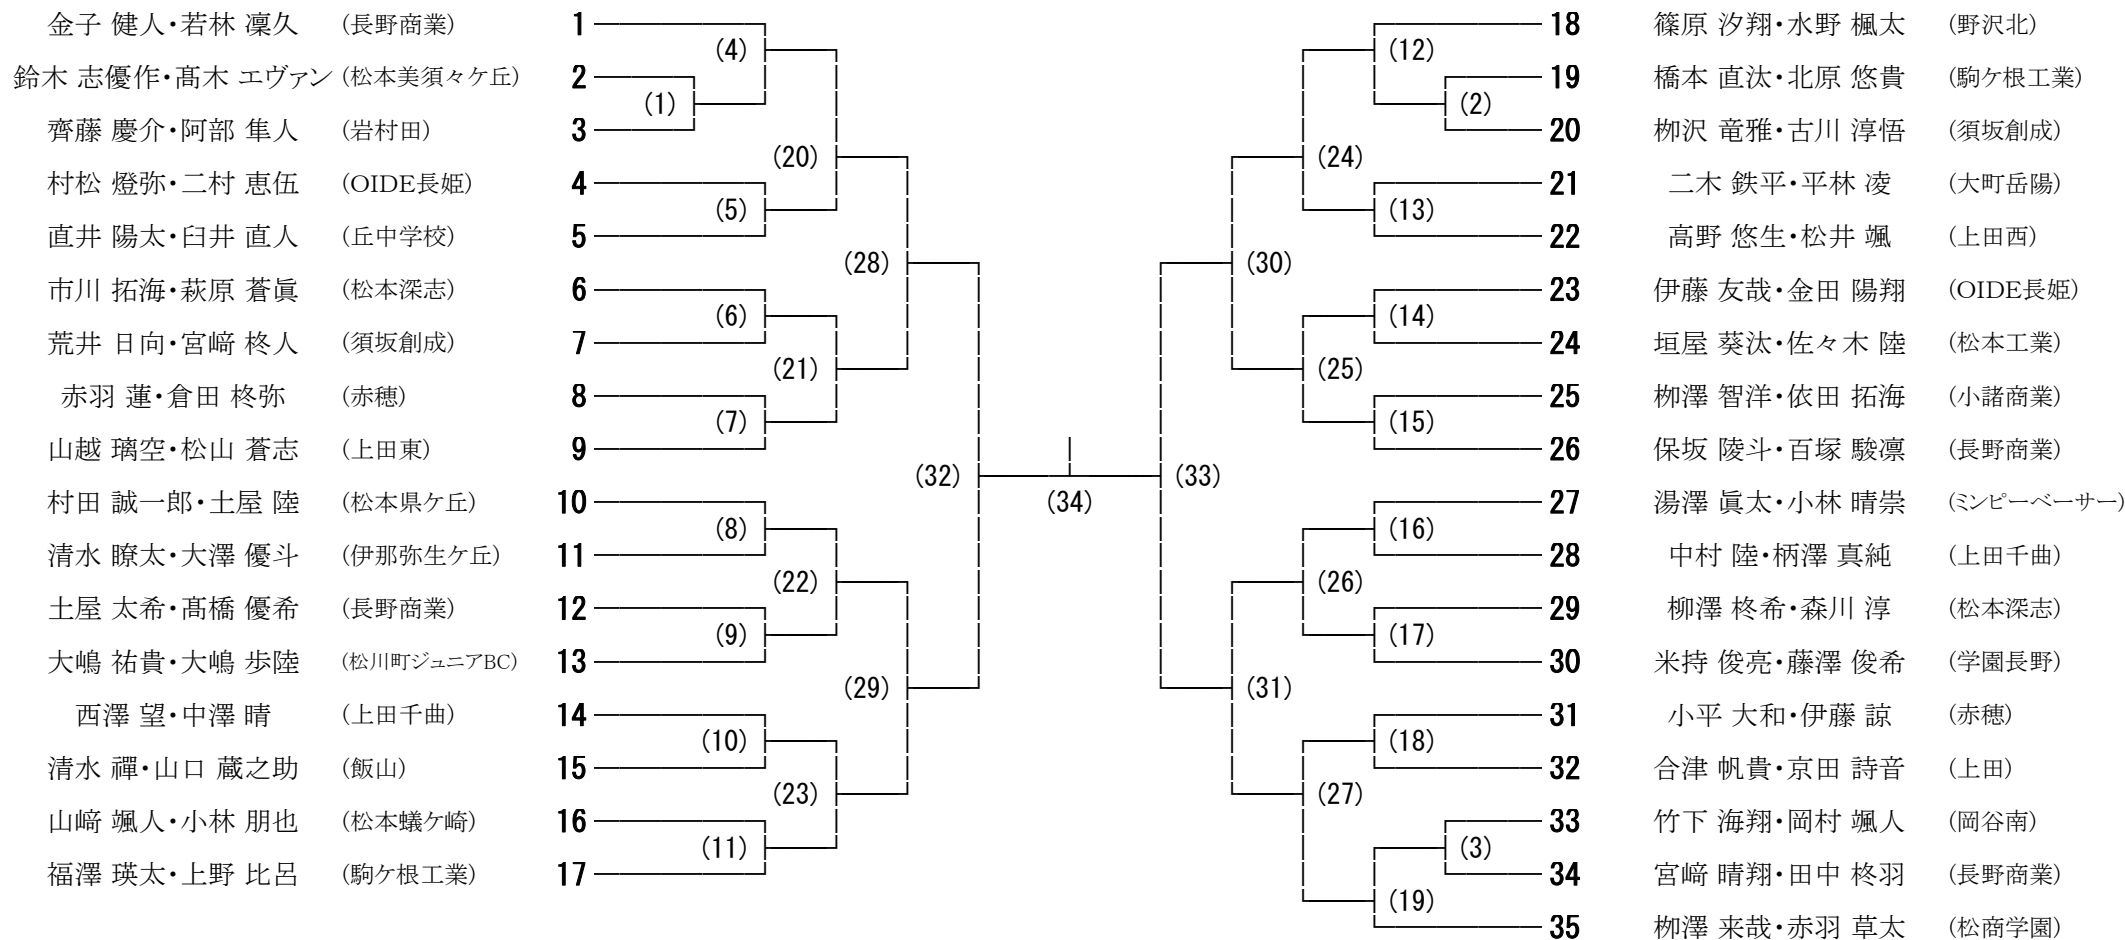 金子 健人・若林 凜久 (長野商業) 1
鈴木 志優作・髙木 エヴァン (松本美須々ケ丘) 2
齊藤 慶介・阿部 隼人 (岩村田) 3
村松 燈弥・二村 恵伍 (OIDE長姫) 4
直井 陽太・臼井 直人 (丘中学校) 5
市川 拓海・萩原 蒼眞 (松本深志) 6
荒井 日向・宮﨑 柊人 (須坂創成) 7
赤羽 蓮・倉田 柊弥 (赤穂) 8
山越 璃空・松山 蒼志 (上田東) 9
村田 誠一郎・土屋 陸 (松本県ケ丘) 10
清水 瞭太・大澤 優斗 (伊那弥生ケ丘) 11
土屋 太希・髙橋 優希 (長野商業) 12
大嶋 祐貴・大嶋 歩陸 (松川町ジュニアBC) 13
西澤 望・中澤 晴 (上田千曲) 14
清水 禪・山口 蔵之助 (飯山) 15
山﨑 颯人・小林 朋也 (松本蟻ケ崎) 16
福澤 瑛太・上野 比呂 (駒ケ根工業) 17
(1)
(4)
(5)
(6)
(7)
(8)
(9)
(10)
(11)
(20)
(21)
(22)
(23)
(28)
(29)
(32)
(34)
(33)
(30)
(31)
(24)
(25)
(26)
(27)
(12)
(13)
(14)
(15)
(16)
(17)
(18)
(19)
(2)
(3)
18 篠原 汐翔・水野 楓太 (野沢北)
19 橋本 直汰・北原 悠貴 (駒ケ根工業)
20 栁沢 竜雅・古川 淳悟 (須坂創成)
21 二木 鉄平・平林 凌 (大町岳陽)
22 高野 悠生・松井 颯 (上田西)
23 伊藤 友哉・金田 陽翔 (OIDE長姫)
24 垣屋 葵汰・佐々木 陸 (松本工業)
25 栁澤 智洋・依田 拓海 (小諸商業)
26 保坂 陵斗・百塚 駿凛 (長野商業)
27 湯澤 眞太・小林 晴崇 (ミンピーベーサー)
28 中村 陸・柄澤 真純 (上田千曲)
29 柳澤 柊希・森川 淳 (松本深志)
30 米持 俊亮・藤澤 俊希 (学園長野)
31 小平 大和・伊藤 諒 (赤穂)
32 合津 帆貴・京田 詩音 (上田)
33 竹下 海翔・岡村 颯人 (岡谷南)
34 宮﨑 晴翔・田中 柊羽 (長野商業)
35 栁澤 来哉・赤羽 草太 (松商学園)